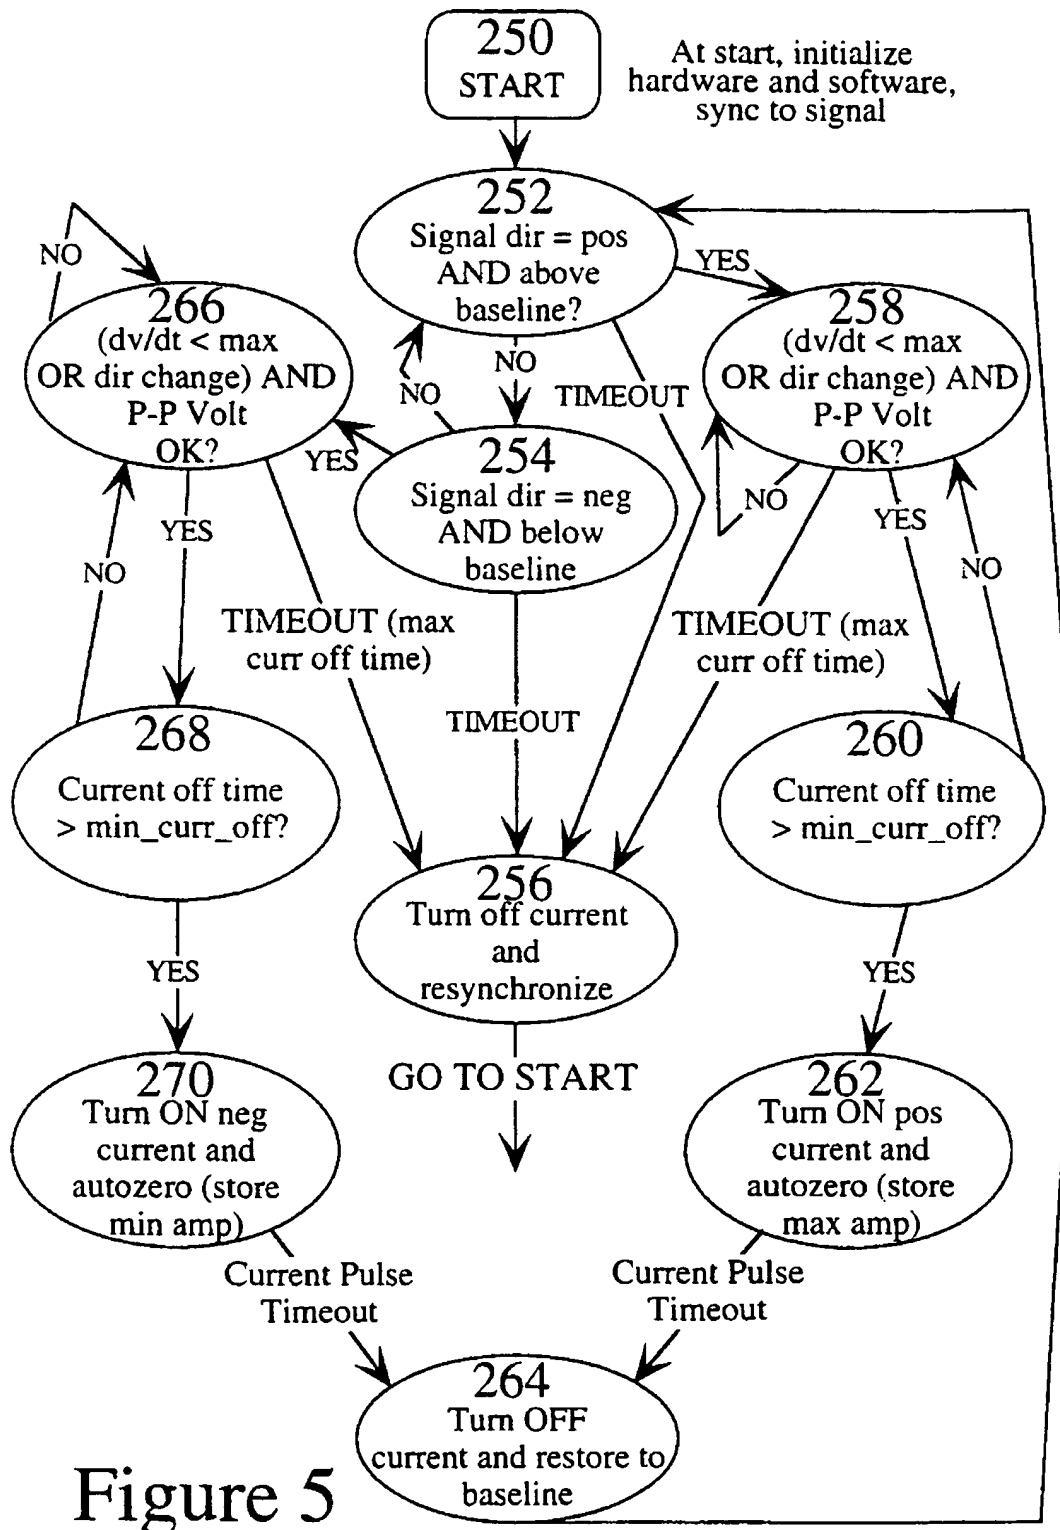 250
START
At start, initialize
hardware and software,
sync to signal
252
Signal dir = pos
AND above
baseline?
NO
YES
266
(dv/dt < max
OR dir change) AND
P-P Volt
OK?
258
(dv/dt < max
OR dir change) AND
P-P Volt
OK?
NO
NO
TIMEOUT
YES
254
Signal dir = neg
AND below
baseline
NO
YES
YES
NO
NO
TIMEOUT (max
curr off time)
TIMEOUT (max
curr off time)
TIMEOUT
268
Current off time
> min_curr_off?
260
Current off time
> min_curr_off?
256
Turn off current
and
resynchronize
YES
YES
GO TO START
270
Turn ON neg
current and
autozero (store
min amp)
262
Turn ON pos
current and
autozero (store
max amp)
Current Pulse
Timeout
Current Pulse
Timeout
264
Turn OFF
current and restore to
baseline
Figure 5